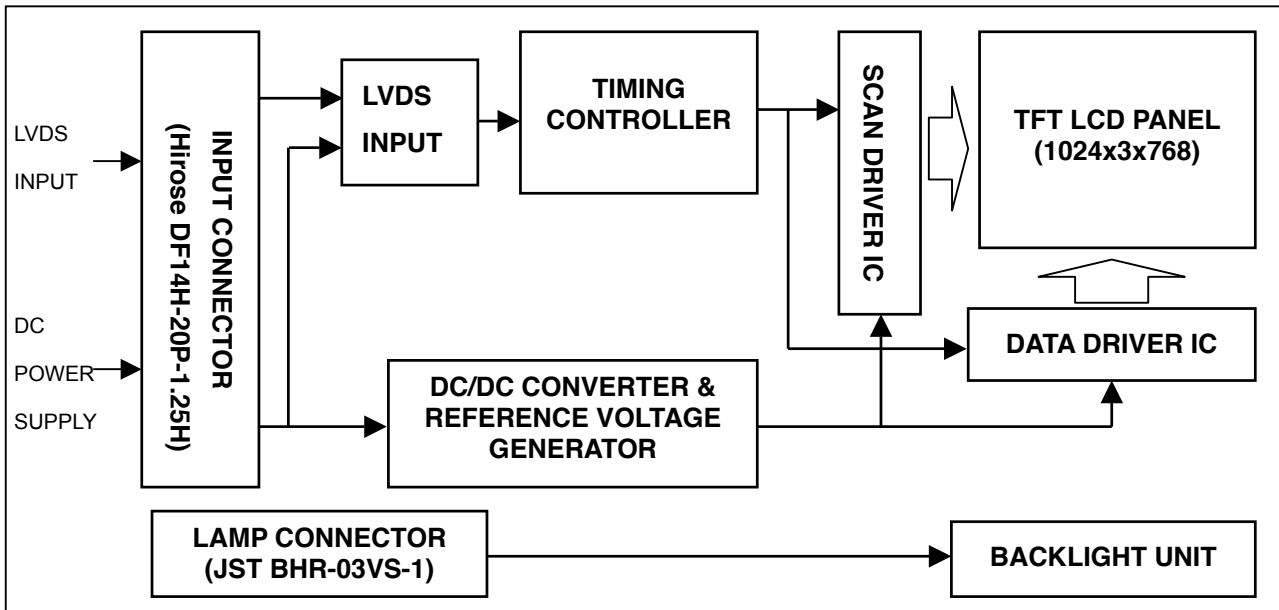 LVDS
INPUT
DC
POWER
SUPPLY
INPUT CONNECTOR
(Hirose DF14H-20P-1.25H)
LVDS
INPUT
TIMING
CONTROLLER
SCAN DRIVER IC
TFT LCD PANEL
(1024x3x768)
DATA DRIVER IC
DC/DC CONVERTER &
REFERENCE VOLTAGE
GENERATOR
LAMP CONNECTOR
(JST BHR-03VS-1)
BACKLIGHT UNIT